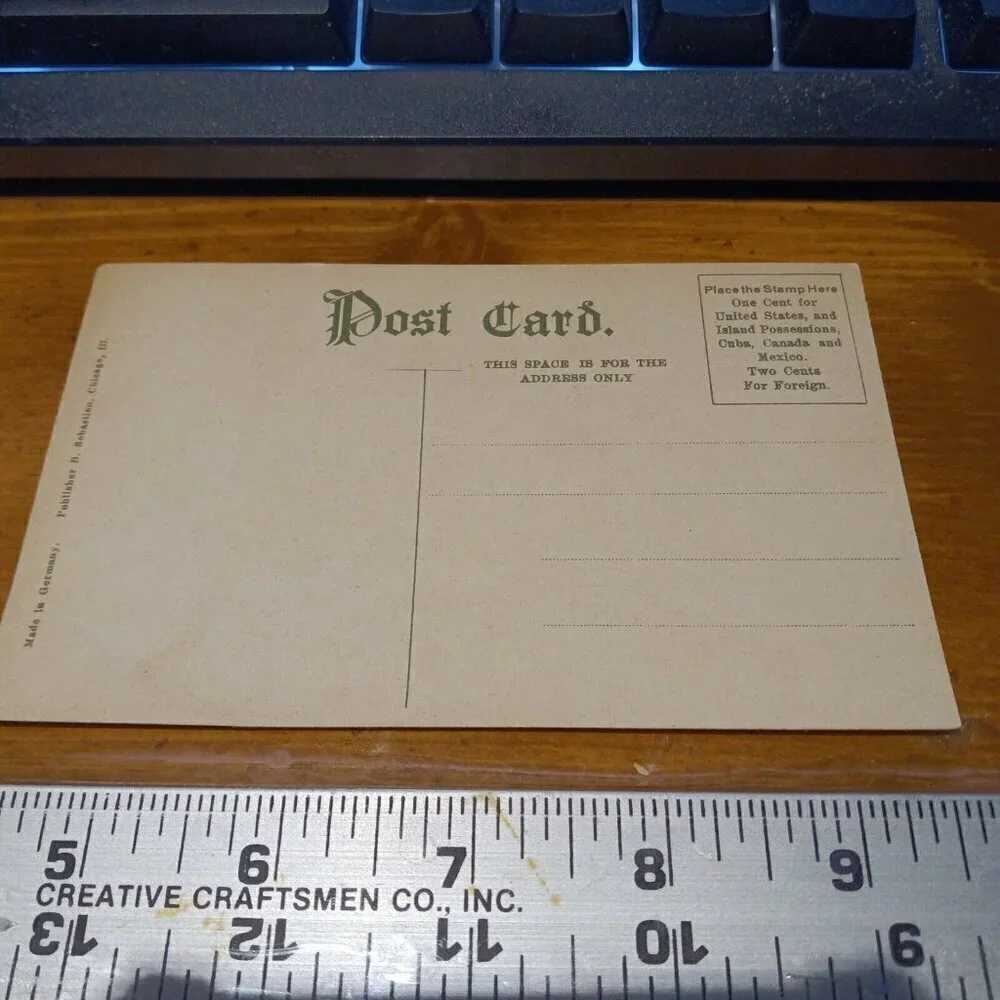 Post Card.
THIS SPACE IS FOR THE
ADDRESS ONLY
Place the Stamp Here
One Cent for
United States, and
Island Possessions,
Cuba, Canada and
Mexico.
Two Cents
For Foreign.
Made in Germany. Publisher B. Sebastian, Chicago, Ill.
5 6 7 8 9
CREATIVE CRAFTSMEN CO., INC.
13 12 11 10 9